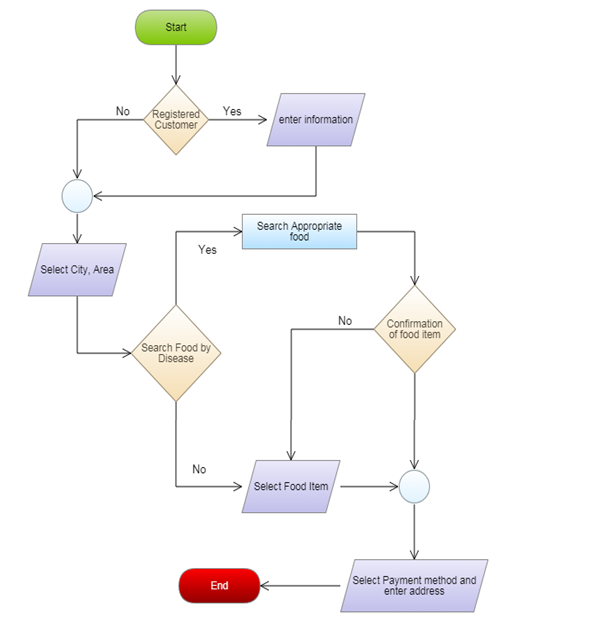 Start
No
Registered
Customer
Yes
enter information
Select City, Area
Search Appropriate
food
Yes
Search Food by
Disease
No
Confirmation
of food item
No
Select Food Item
Select Payment method and
enter address
End